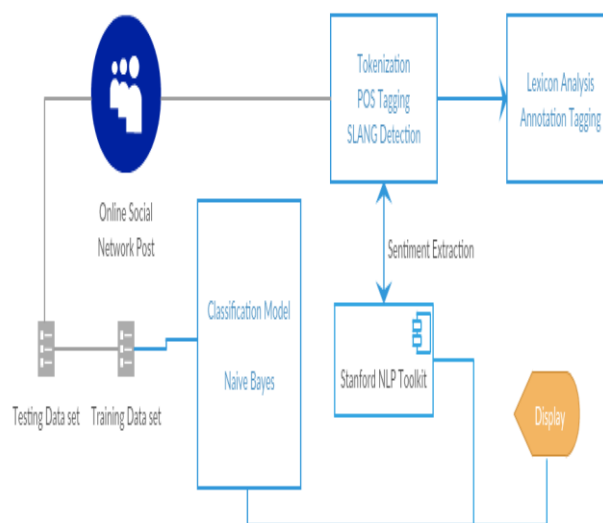 Tokenization
POS Tagging
SLANG Detection
Lexicon Analysis
Annotation Tagging
Online Social
Network Post
Sentiment Extraction
Classification Model
Naive Bayes
Stanford NLP Toolkit
Testing Data set
Training Data set
Display